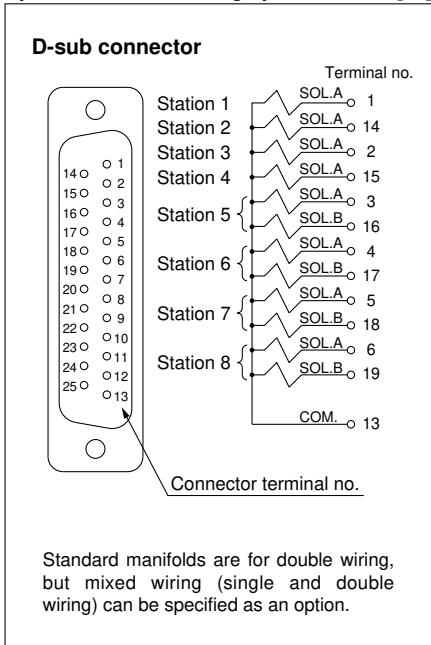 D-sub connector
Terminal no.
Station 1 SOL.A 1
Station 2 SOL.A 14
Station 3 SOL.A 2
Station 4 SOL.A 15
Station 5 SOL.A 3
SOL.B 16
Station 6 SOL.A 4
SOL.B 17
Station 7 SOL.A 5
SOL.B 18
Station 8 SOL.A 6
SOL.B 19
COM. 13
1
14
2
15
3
16
4
17
5
18
6
19
7
20
8
21
9
22
10
23
11
24
12
25
13
Connector terminal no.
Standard manifolds are for double wiring,
but mixed wiring (single and double
wiring) can be specified as an option.